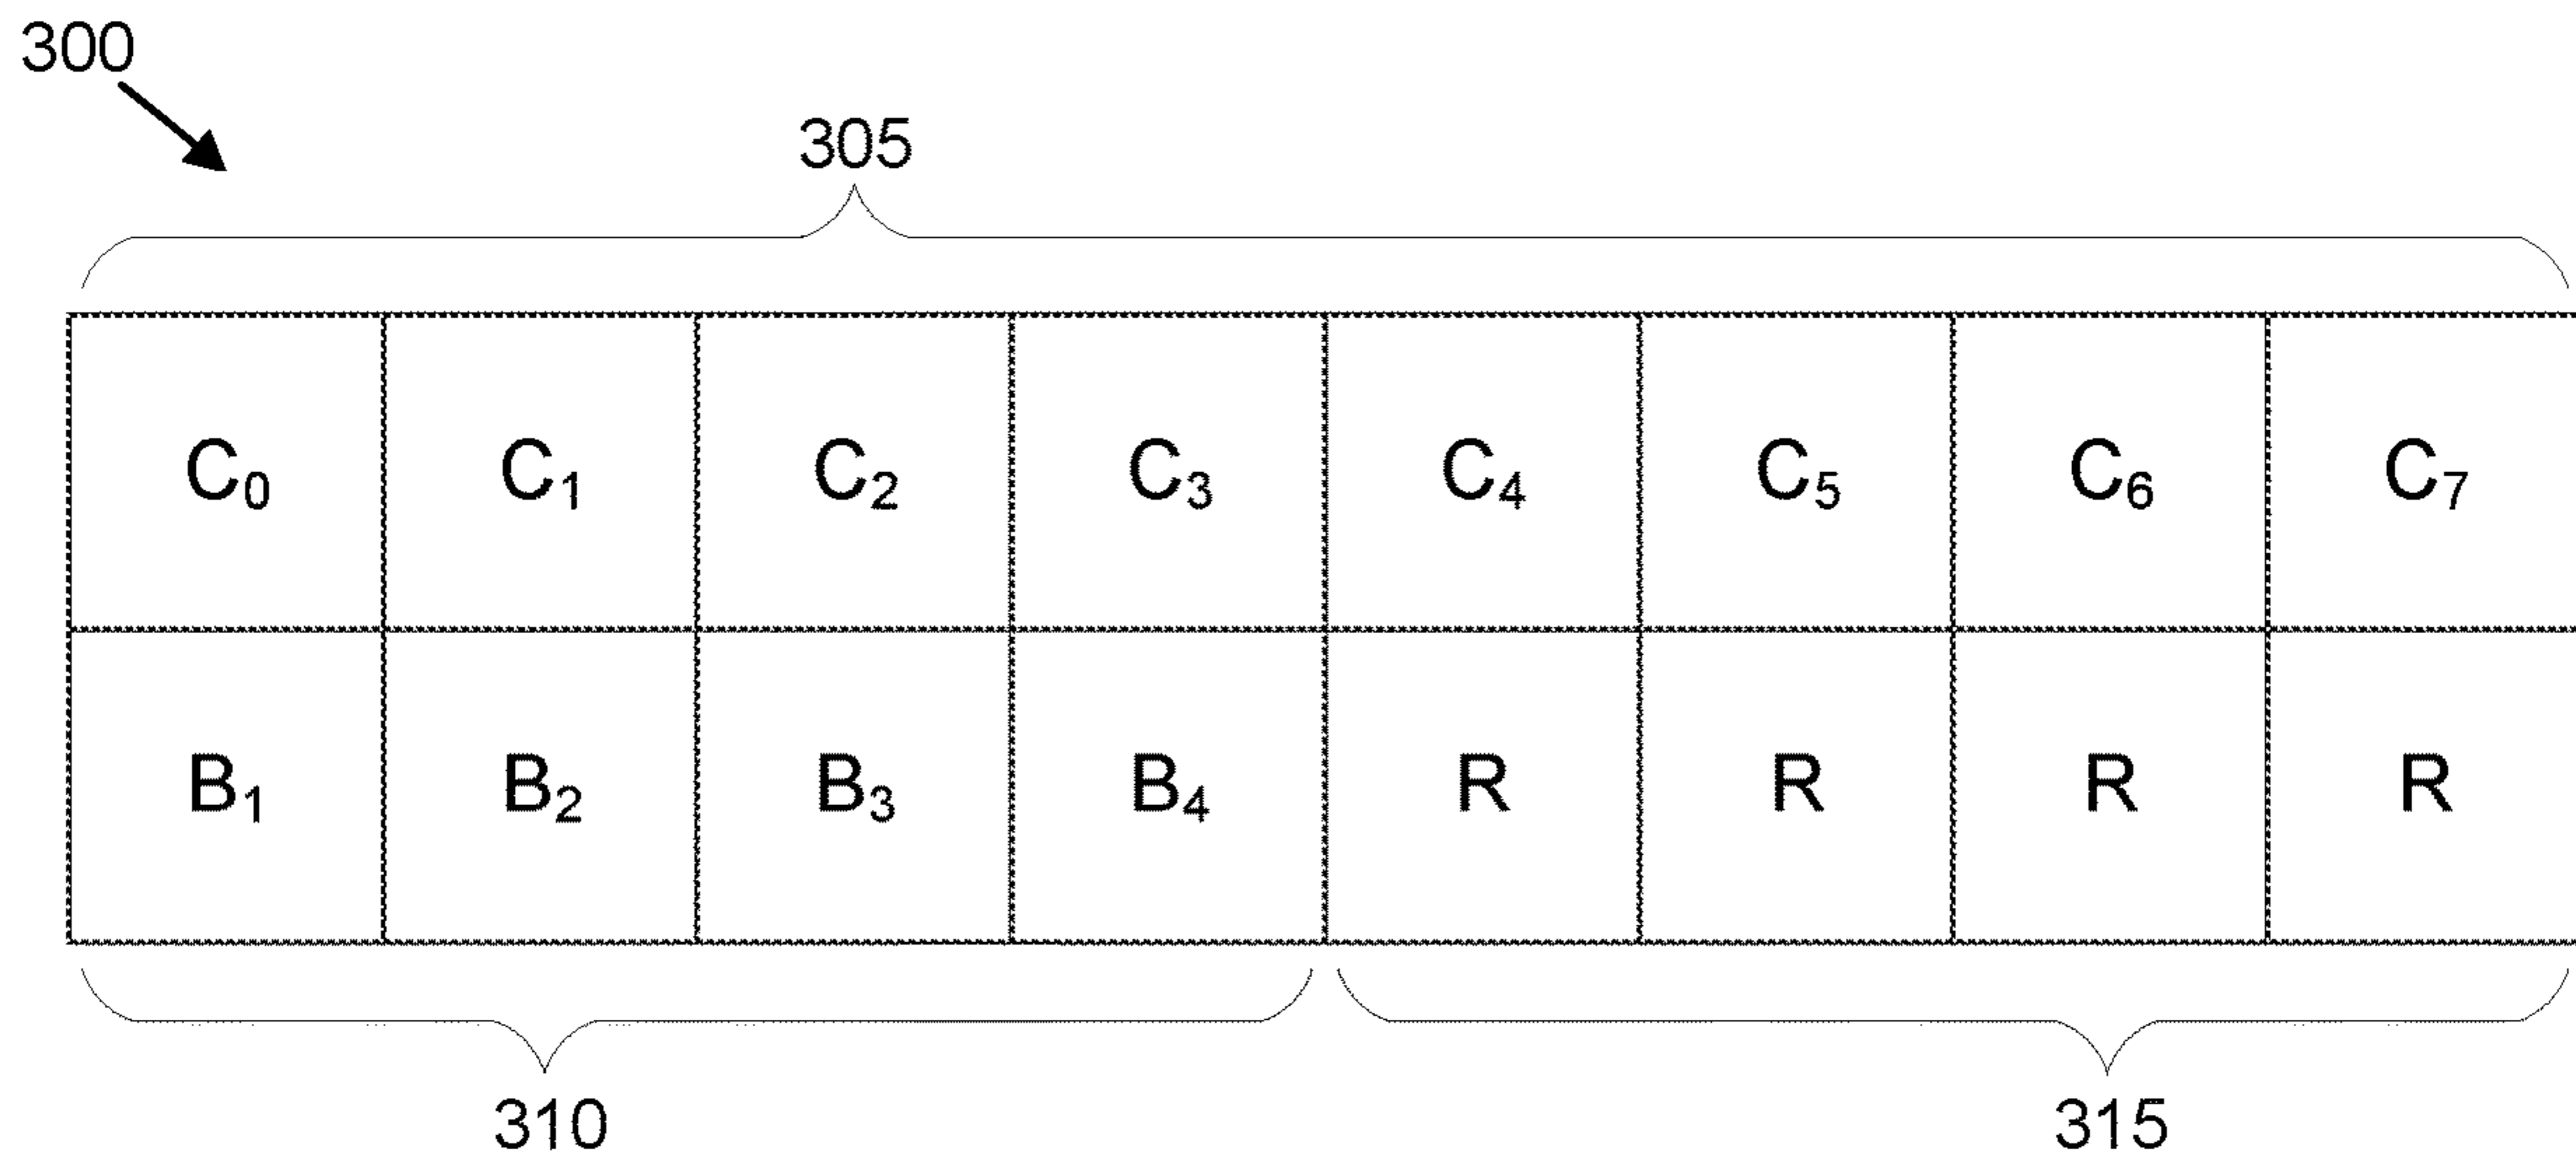 300
305
C₀ C₁ C₂ C₃ C₄ C₅ C₆ C₇
B₁ B₂ B₃ B₄ R R R R
310 315